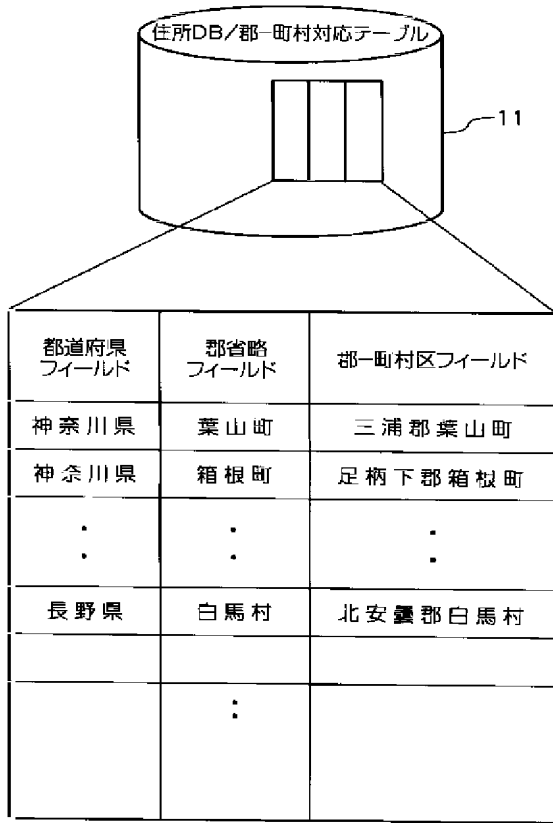 住所DB/郡ー町村対応テーブル
11
都道府県
フィールド
郡省略
フィールド
郡ー町村区フィールド
神奈川県 葉山町 三浦郡葉山町
神奈川県 箱根町 足柄下郡箱根町
: : :
長野県 白馬村 北安曇郡白馬村
: